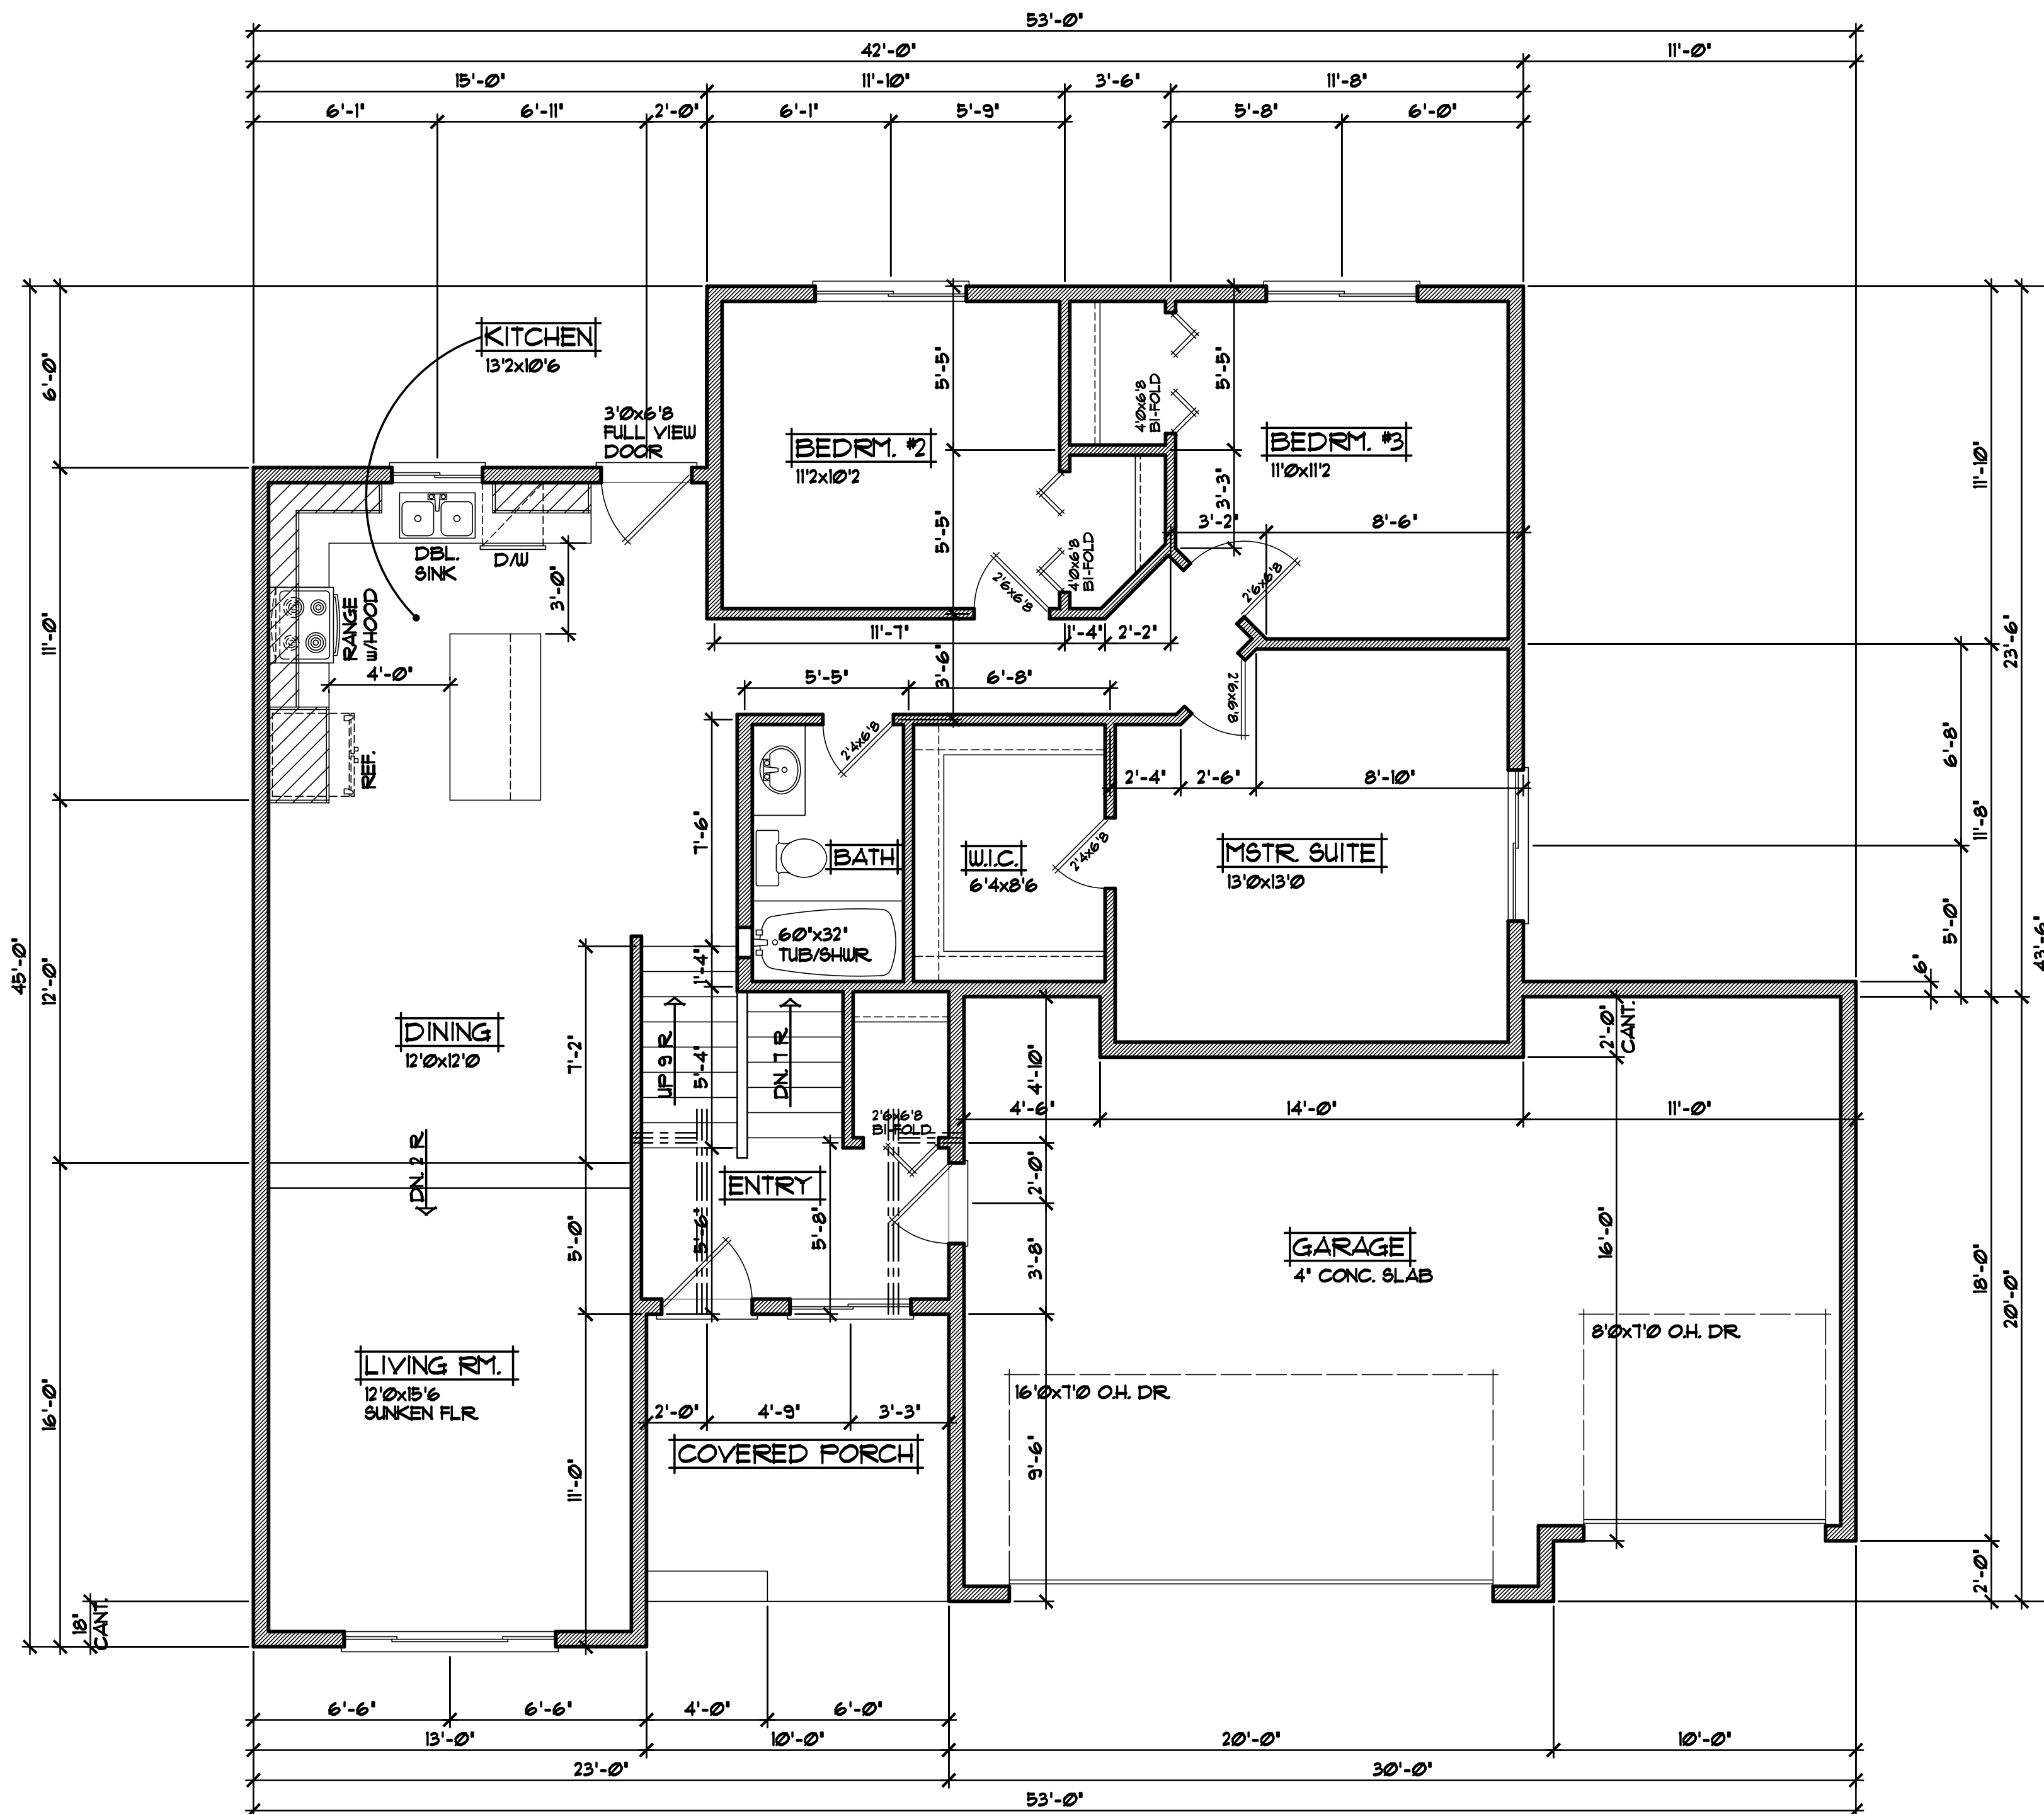 53'-0"
42'-0"
11'-0"
15'-0"
11'-10"
3'-6"
11'-8"
6'-1"
6'-11"
2'-0"
6'-1"
5'-9"
5'-8"
6'-0"
KITCHEN
13'2x10'6
3'0x6'8
FULL VIEW
DOOR
BEDRM. #2
11'2x10'2
5'-5"
5'-5"
4'0x6'8
BI-FOLD
5'-5"
3'-3"
BEDRM. #3
11'0x11'2
3'-2"
8'-6"
4'0x6'8
BI-FOLD
2'6x6'8
2'6x6'8
DBL.
SINK
D/W
3'-0"
RANGE
w/HOOD
4'-0"
REF.
11'-7"
1'-4"
2'-2"
3'-6"
5'-5"
6'-8"
2'6x6'8
2'4x6'8
2'-4"
2'-6"
8'-10"
7'-6"
BATH
W.I.C.
6'4x8'6
2'4x6'8
MSTR. SUITE
13'0x13'0
60"x32"
TUB/SHWR
1'-4"
DINING
12'0x12'0
7'-2"
UP 9 R
5'-4"
DN. 7 R
2'6x6'8
BI-FOLD
4'-10"
4'-6"
14'-0"
11'-0"
2'-0"
CANT.
DN. 2 R
ENTRY
5'-0"
5'-6"
5'-8"
2'-0"
3'-8"
GARAGE
4" CONC. SLAB
16'-0"
8'0x7'0 O.H. DR.
16'0x7'0 O.H. DR.
LIVING RM.
12'0x15'6
SUNKEN FLR.
2'-0"
4'-9"
3'-3"
COVERED PORCH
11'-0"
9'-6"
45'-0"
6'-0"
11'-0"
12'-0"
16'-0"
18"
CANT.
11'-10"
23'-6"
6'-8"
11'-8"
5'-0"
6"
43'-6"
18'-0"
20'-0"
2'-0"
6'-6"
6'-6"
4'-0"
6'-0"
13'-0"
10'-0"
20'-0"
10'-0"
23'-0"
30'-0"
53'-0"